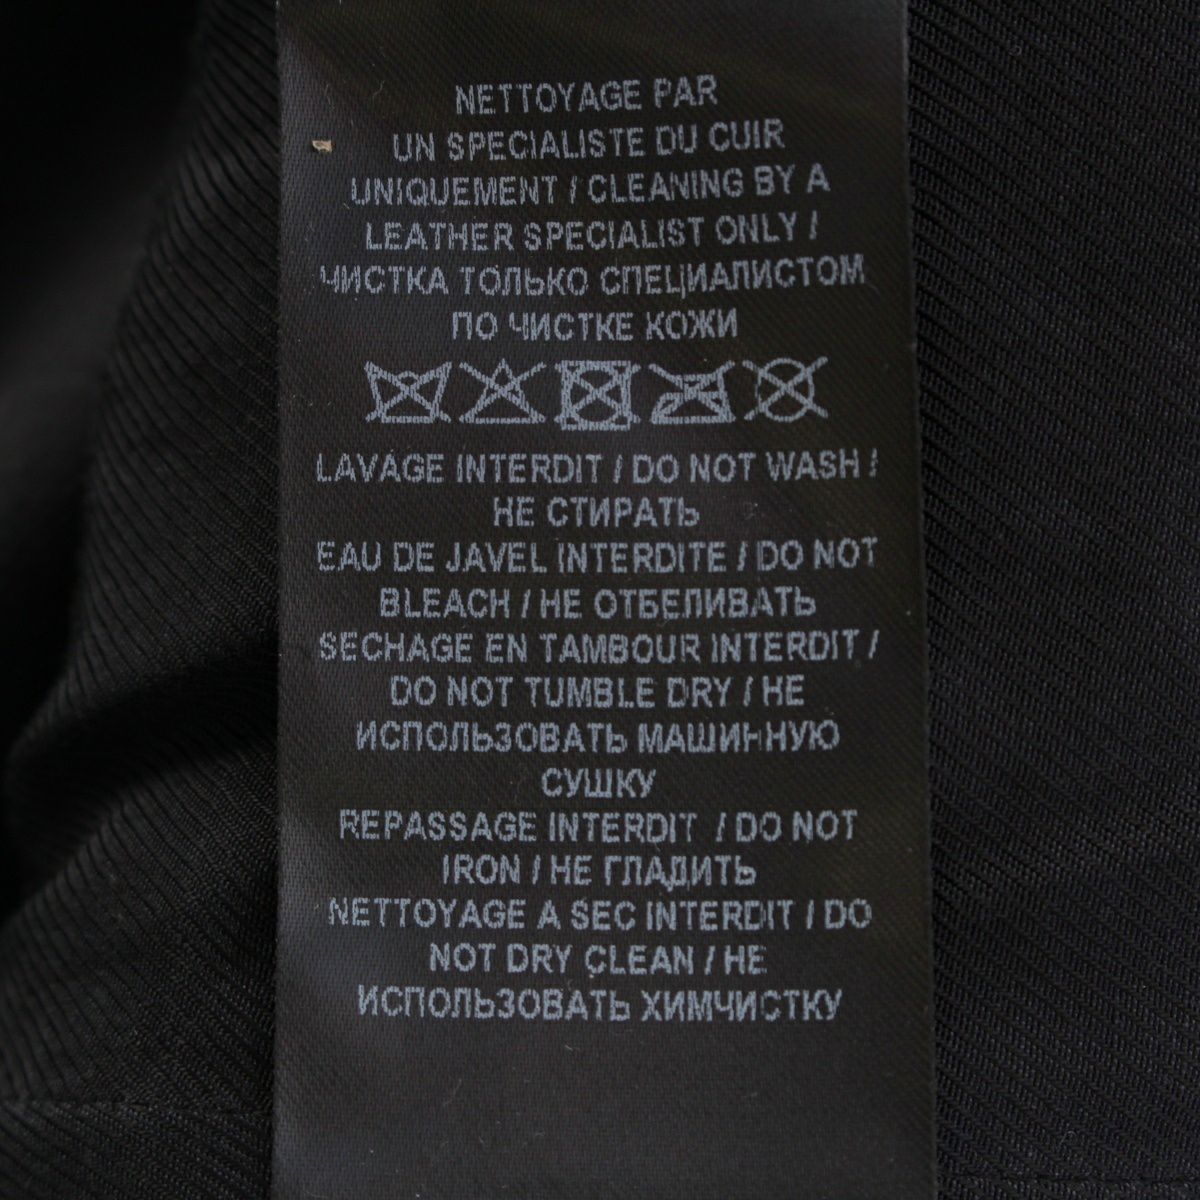 NETTOYAGE PAR
UN SPECIALISTE DU CUIR
UNIQUEMENT / CLEANING BY A
LEATHER SPECIALIST ONLY /
ЧИСТКА ТОЛЬКО СПЕЦИАЛИСТОМ
ПО ЧИСТКЕ КОЖИ
LAVAGE INTERDIT / DO NOT WASH /
НЕ СТИРАТЬ
EAU DE JAVEL INTERDITE / DO NOT
BLEACH / НЕ ОТБЕЛИВАТЬ
SECHAGE EN TAMBOUR INTERDIT /
DO NOT TUMBLE DRY / НЕ
ИСПОЛЬЗОВАТЬ МАШИННУЮ
СУШКУ
REPASSAGE INTERDIT / DO NOT
IRON / НЕ ГЛАДИТЬ
NETTOYAGE A SEC INTERDIT / DO
NOT DRY CLEAN / НЕ
ИСПОЛЬЗОВАТЬ ХИМЧИСТКУ